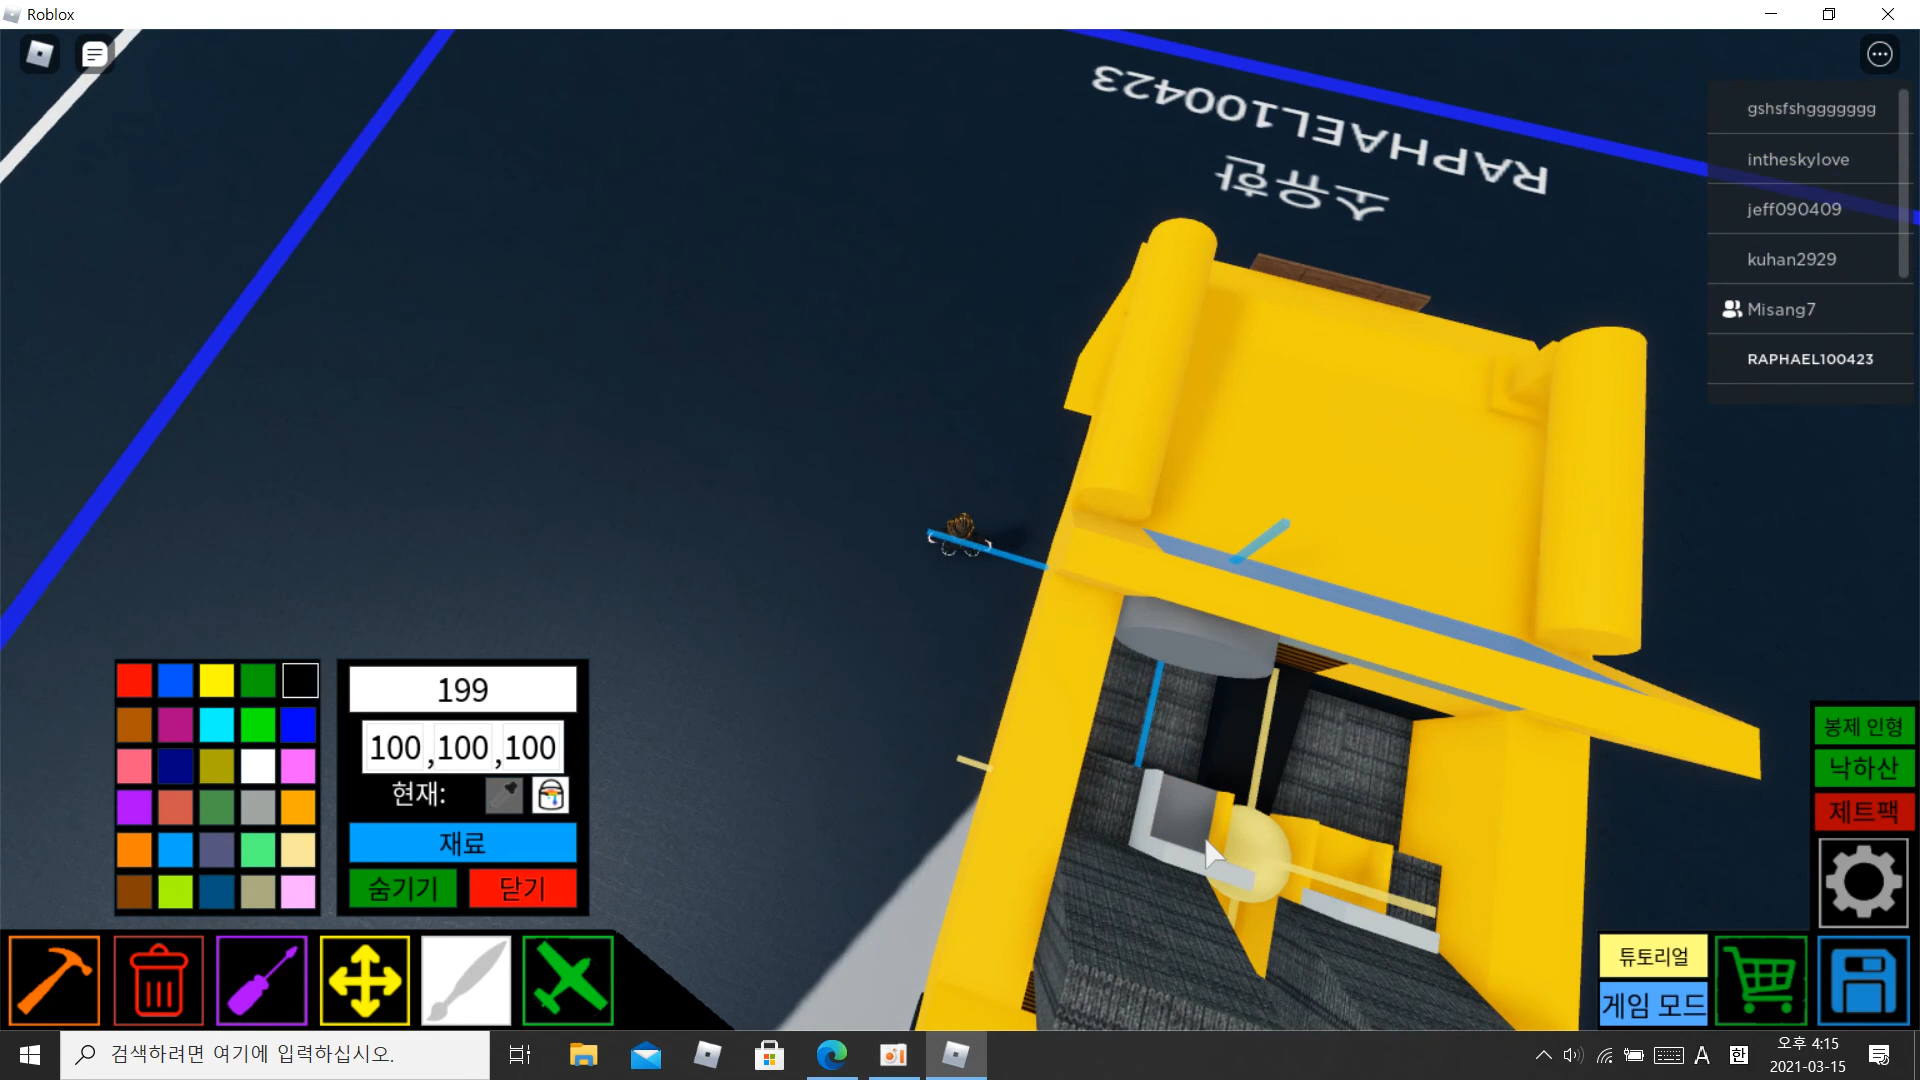 Roblox
RAPHAEL100423
소유한
gshsfshggggggg
intheskylove
jeff090409
kuhan2929
Misang7
RAPHAEL100423
199
100,100,100
현재:
재료
숨기기
닫기
봉제 인형
낙하산
제트팩
튜토리얼
게임 모드
검색하려면 여기에 입력하십시오.
A
한
오후 4:15
2021-03-15